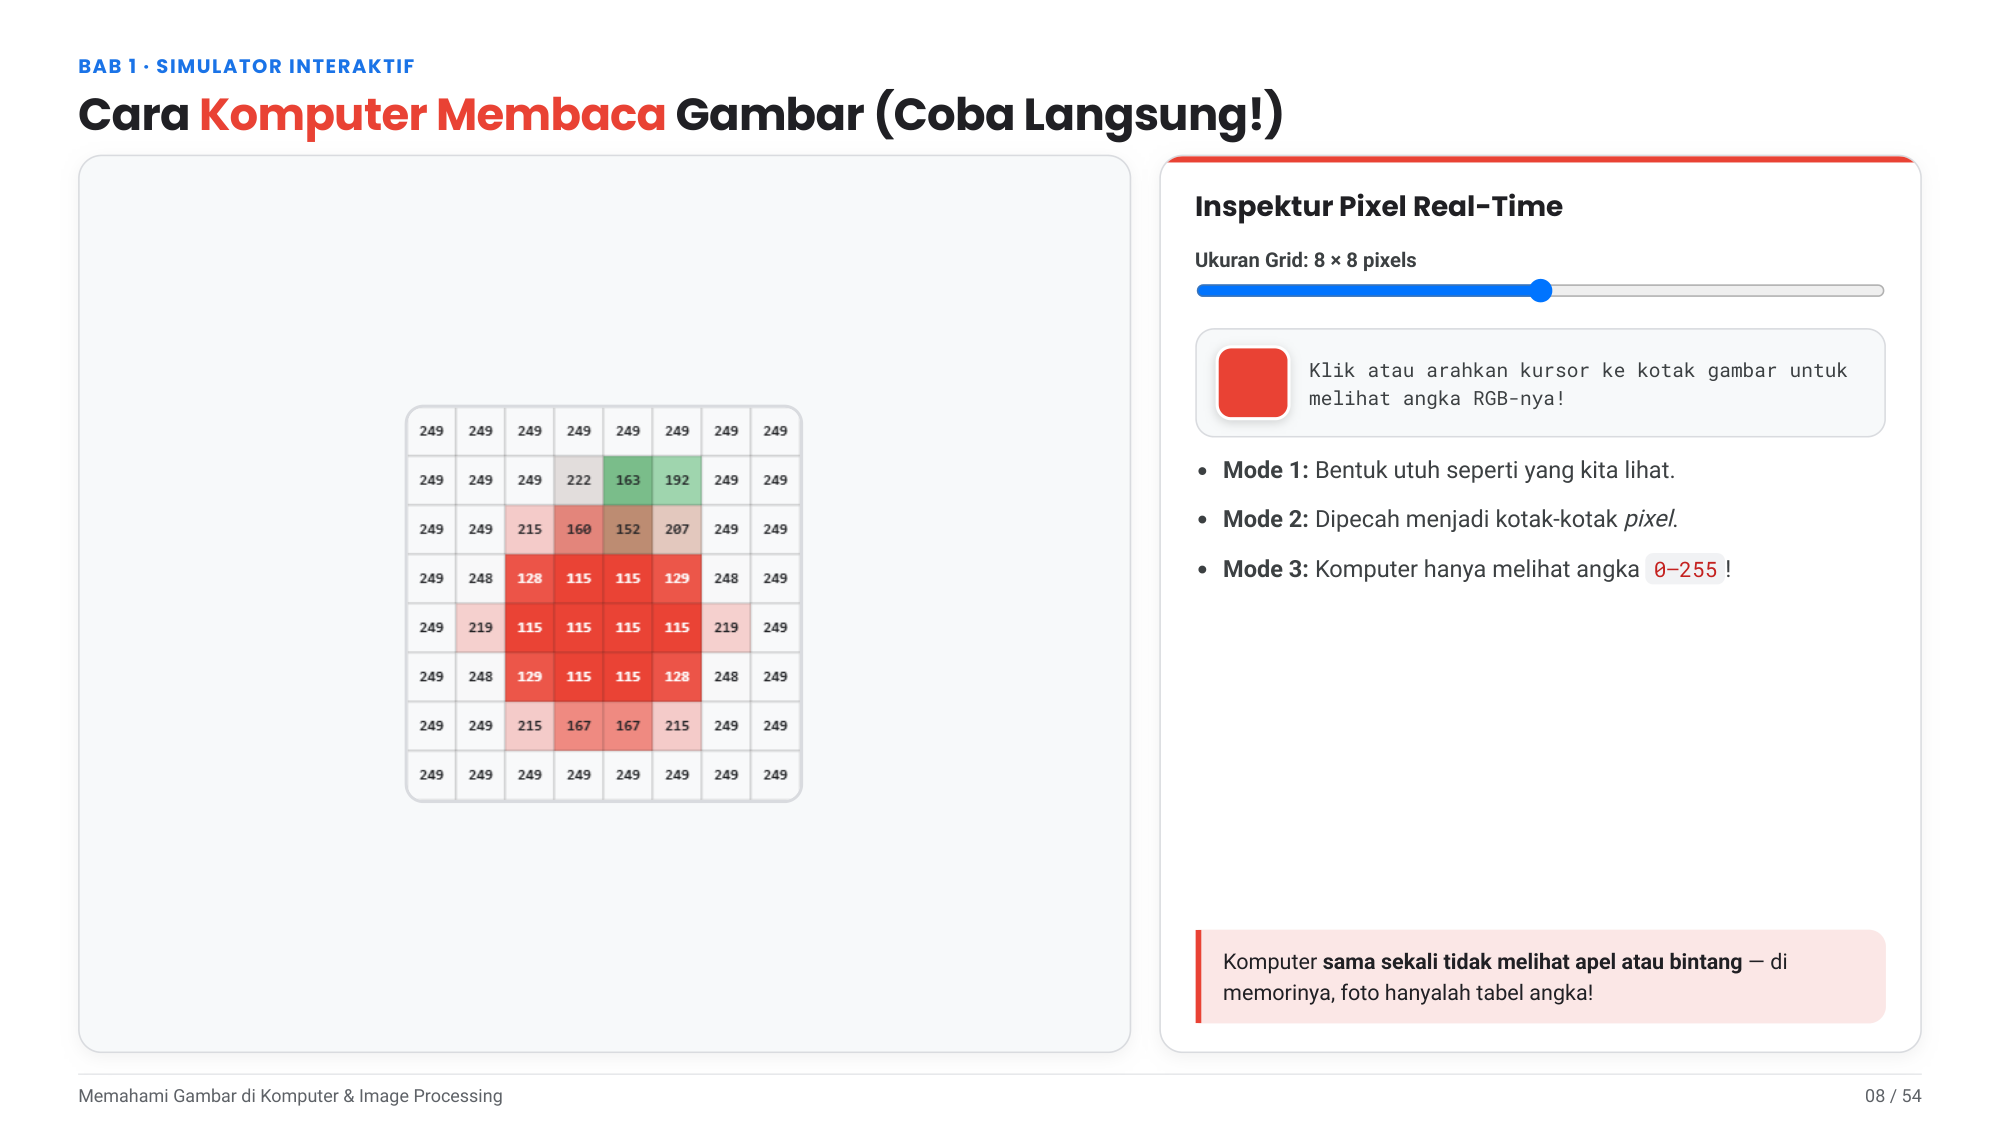 BAB 1 · SIMULATOR INTERAKTIF
Cara Komputer Membaca Gambar (Coba Langsung!)
249 249 249 249 249 249 249 249
249 249 249 222 163 192 249 249
249 249 215 160 152 207 249 249
249 248 128 115 115 129 248 249
249 219 115 115 115 115 219 249
249 248 129 115 115 128 248 249
249 249 215 167 167 215 249 249
249 249 249 249 249 249 249 249
Inspektur Pixel Real-Time
Ukuran Grid: 8 × 8 pixels
Klik atau arahkan kursor ke kotak gambar untuk
melihat angka RGB-nya!
• Mode 1: Bentuk utuh seperti yang kita lihat.
• Mode 2: Dipecah menjadi kotak-kotak pixel.
• Mode 3: Komputer hanya melihat angka 0–255!
Komputer sama sekali tidak melihat apel atau bintang — di
memorinya, foto hanyalah tabel angka!
Memahami Gambar di Komputer & Image Processing
08 / 54